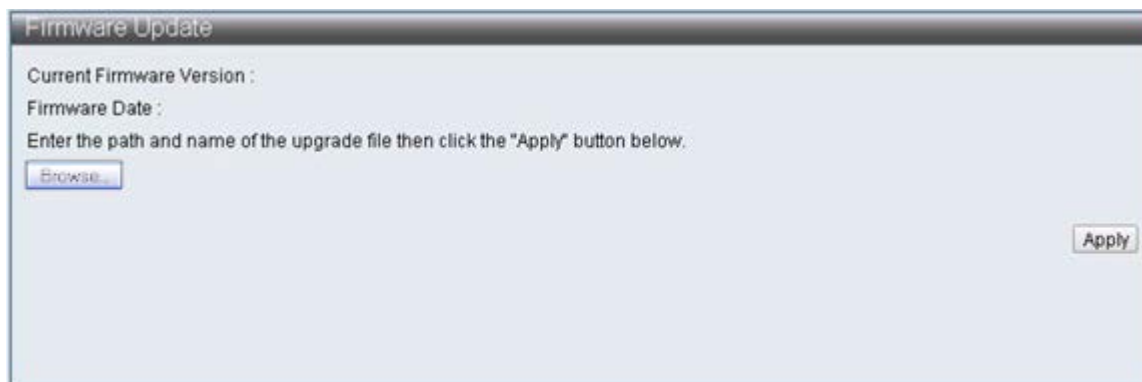 Firmware Update
Current Firmware Version :
Firmware Date :
Enter the path and name of the upgrade file then click the "Apply" button below.
Browse..
Apply